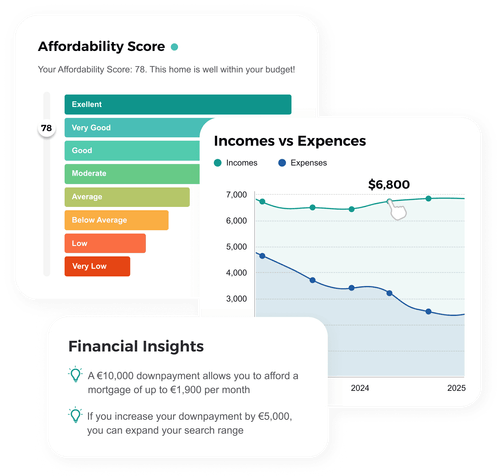 Affordability Score
Your Affordability Score: 78. This home is well within your budget!
78
Exellent
Very Good
Good
Moderate
Average
Below Average
Low
Very Low
Incomes vs Expences
Incomes
Expenses
$6,800
7,000
6,000
5,000
4,000
3,000
2024
2025
Financial Insights
A €10,000 downpayment allows you to afford a
mortgage of up to €1,900 per month
If you increase your downpayment by €5,000,
you can expand your search range